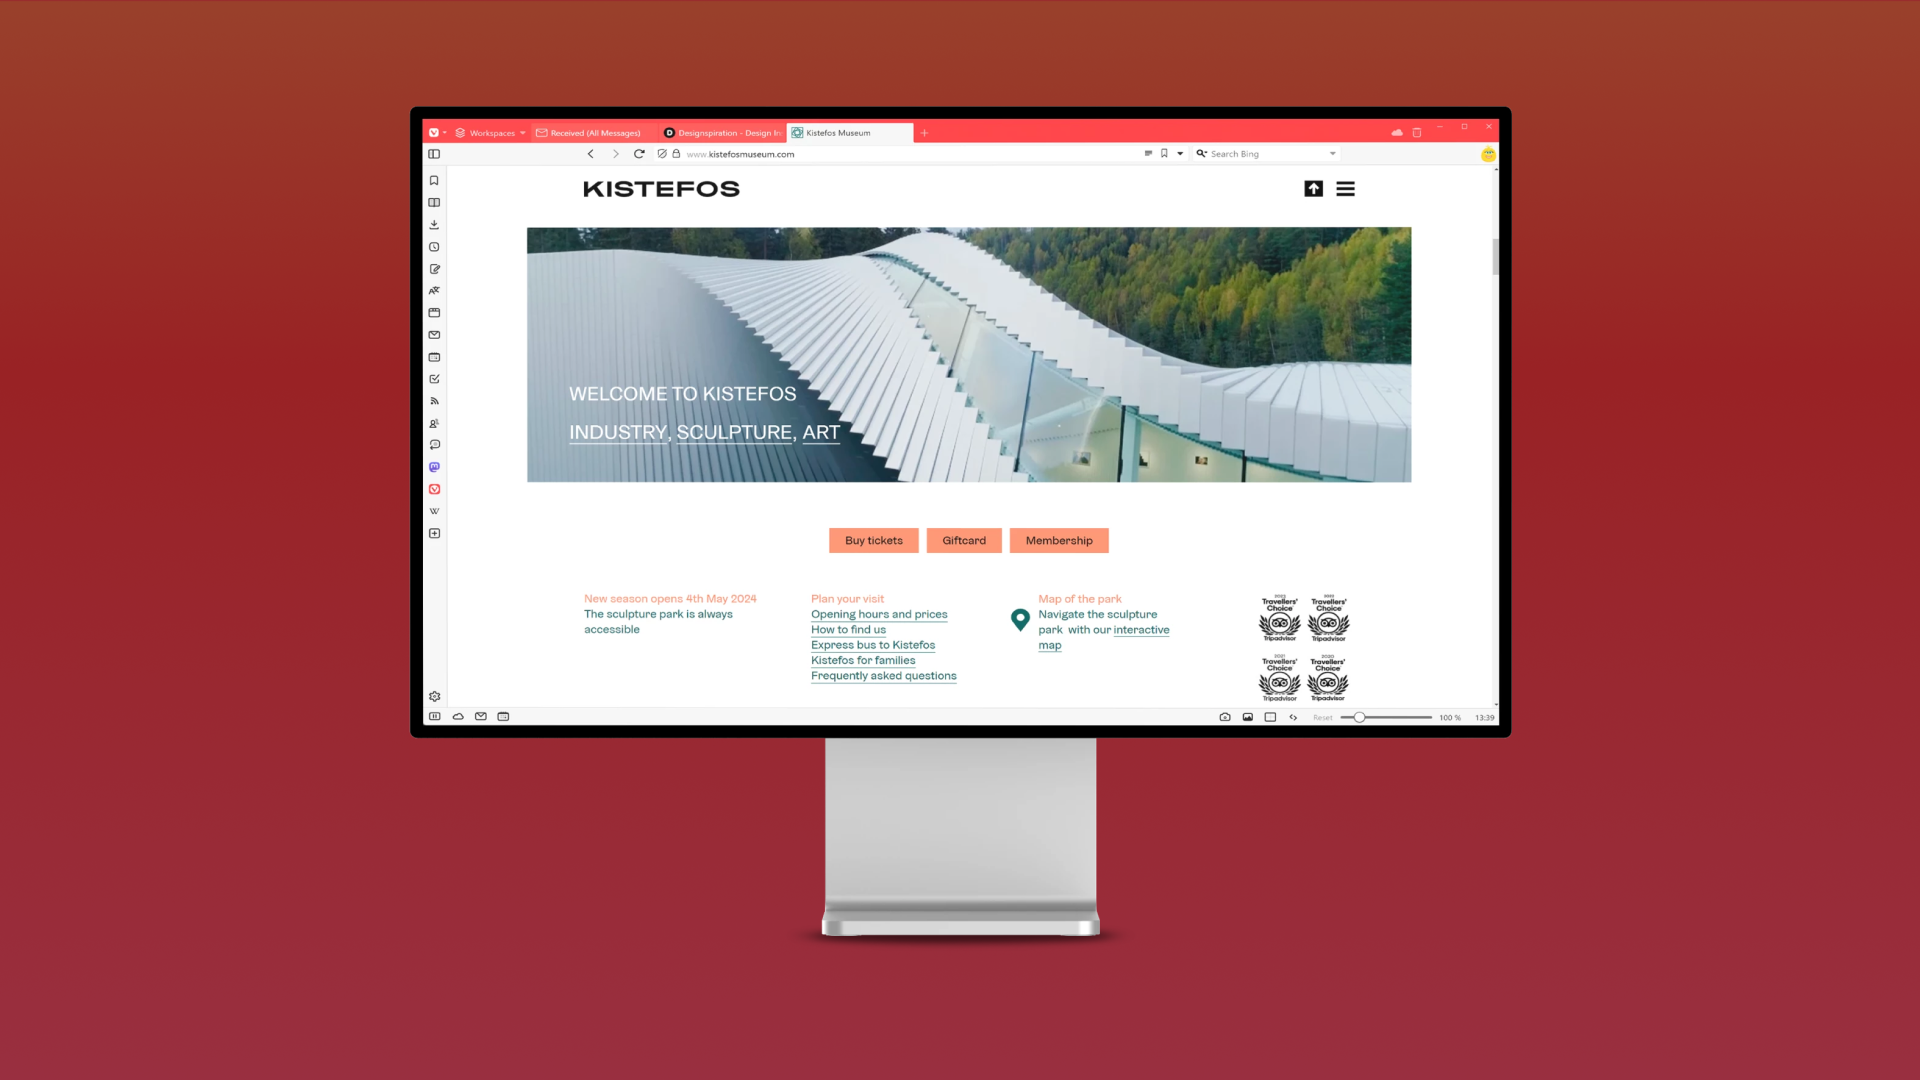 Workspaces
Received (All Messages)
Designspiration - Design In
Kistefos Museum
www.kistefosmuseum.com
Search Bing
KISTEFOS
WELCOME TO KISTEFOS
INDUSTRY, SCULPTURE, ART
Buy tickets
Giftcard
Membership
New season opens 4th May 2024
The sculpture park is always
accessible
Plan your visit
Opening hours and prices
How to find us
Express bus to Kistefos
Kistefos for families
Frequently asked questions
Map of the park
Navigate the sculpture
park with our interactive
map
2023
Travellers'
Choice
Tripadvisor
2022
Travellers'
Choice
Tripadvisor
2021
Travellers'
Choice
Tripadvisor
2020
Travellers'
Choice
Tripadvisor
Reset
100 %
13:39